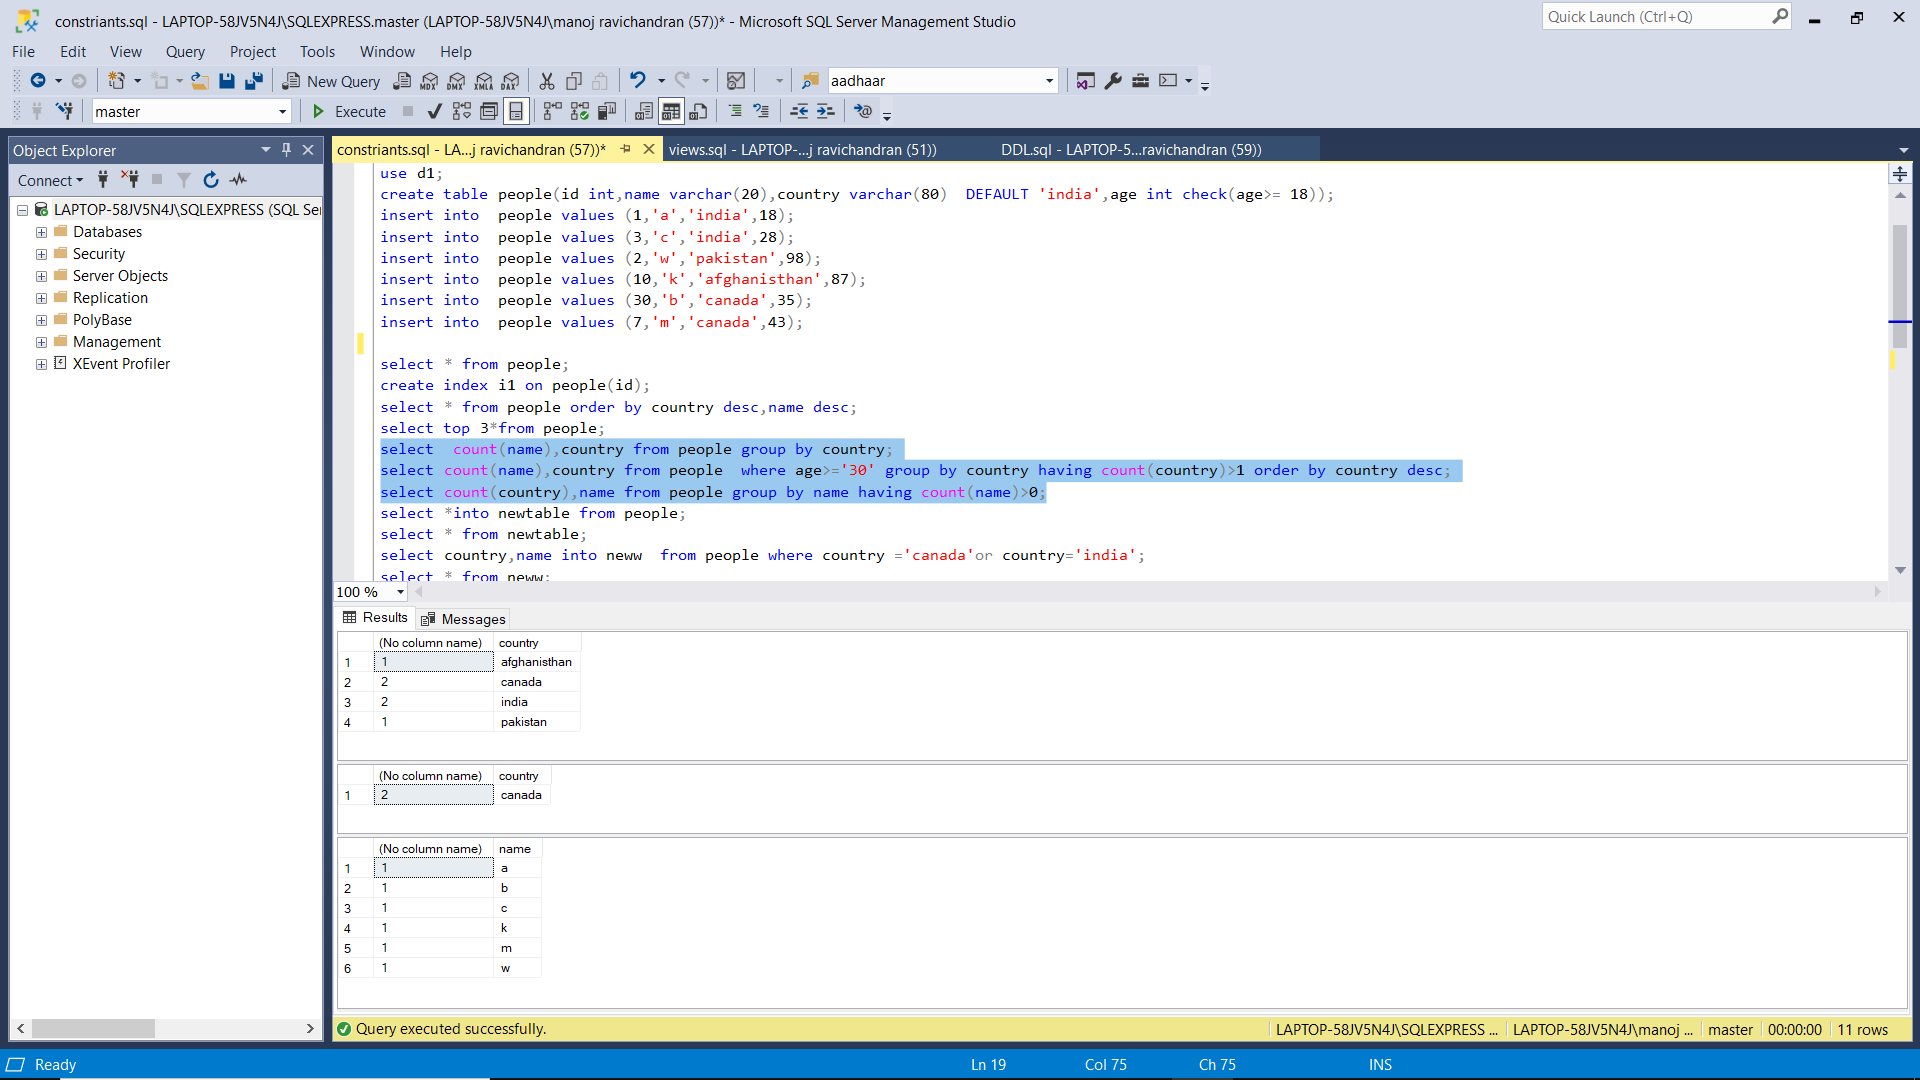 constriants.sql - LAPTOP-58JV5N4J\SQLEXPRESS.master (LAPTOP-58JV5N4J\manoj ravichandran (57))* - Microsoft SQL Server Management Studio
Quick Launch (Ctrl+Q)
File Edit View Query Project Tools Window Help
New Query MDX DMX XMLA DAX aadhaar
master Execute
Object Explorer
Connect
LAPTOP-58JV5N4J\SQLEXPRESS (SQL Ser
Databases
Security
Server Objects
Replication
PolyBase
Management
XEvent Profiler
constriants.sql - LA...j ravichandran (57))* views.sql - LAPTOP-...j ravichandran (51)) DDL.sql - LAPTOP-5...ravichandran (59))
use d1;
create table people(id int,name varchar(20),country varchar(80)  DEFAULT 'india',age int check(age>= 18));
insert into  people values (1,'a','india',18);
insert into  people values (3,'c','india',28);
insert into  people values (2,'w','pakistan',98);
insert into  people values (10,'k','afghanisthan',87);
insert into  people values (30,'b','canada',35);
insert into  people values (7,'m','canada',43);
select * from people;
create index i1 on people(id);
select * from people order by country desc,name desc;
select top 3*from people;
select  count(name),country from people group by country;
select count(name),country from people  where age>='30' group by country having count(country)>1 order by country desc;
select count(country),name from people group by name having count(name)>0;
select *into newtable from people;
select * from newtable;
select country,name into neww  from people where country ='canada'or country='india';
select * from neww;
100 %
Results Messages
(No column name) country
1 1 afghanisthan
2 2 canada
3 2 india
4 1 pakistan
(No column name) country
1 2 canada
(No column name) name
1 1 a
2 1 b
3 1 c
4 1 k
5 1 m
6 1 w
Query executed successfully. LAPTOP-58JV5N4J\SQLEXPRESS ... LAPTOP-58JV5N4J\manoj ... master 00:00:00 11 rows
Ready Ln 19 Col 75 Ch 75 INS